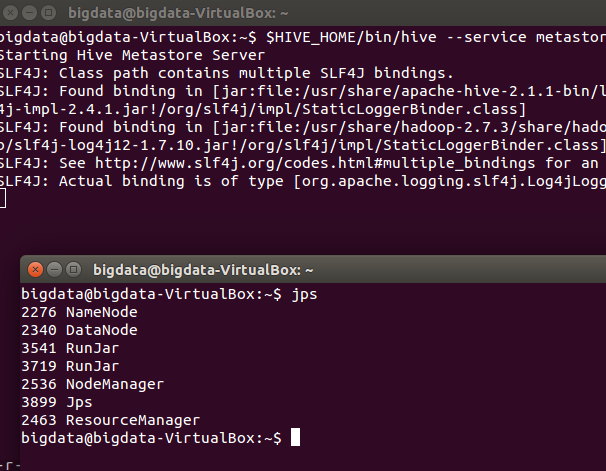 bigdata@bigdata-VirtualBox: ~
bigdata@bigdata-VirtualBox:~$ $HIVE_HOME/bin/hive --service metastor
Starting Hive Metastore Server
SLF4J: Class path contains multiple SLF4J bindings.
SLF4J: Found binding in [jar:file:/usr/share/apache-hive-2.1.1-bin/l
4j-impl-2.4.1.jar!/org/slf4j/impl/StaticLoggerBinder.class]
SLF4J: Found binding in [jar:file:/usr/share/hadoop-2.7.3/share/hado
p/slf4j-log4j12-1.7.10.jar!/org/slf4j/impl/StaticLoggerBinder.class]
SLF4J: See http://www.slf4j.org/codes.html#multiple_bindings for an
SLF4J: Actual binding is of type [org.apache.logging.slf4j.Log4jLogg
bigdata@bigdata-VirtualBox: ~
bigdata@bigdata-VirtualBox:~$ jps
2276 NameNode
2340 DataNode
3541 RunJar
3719 RunJar
2536 NodeManager
3899 Jps
2463 ResourceManager
bigdata@bigdata-VirtualBox:~$
-r-